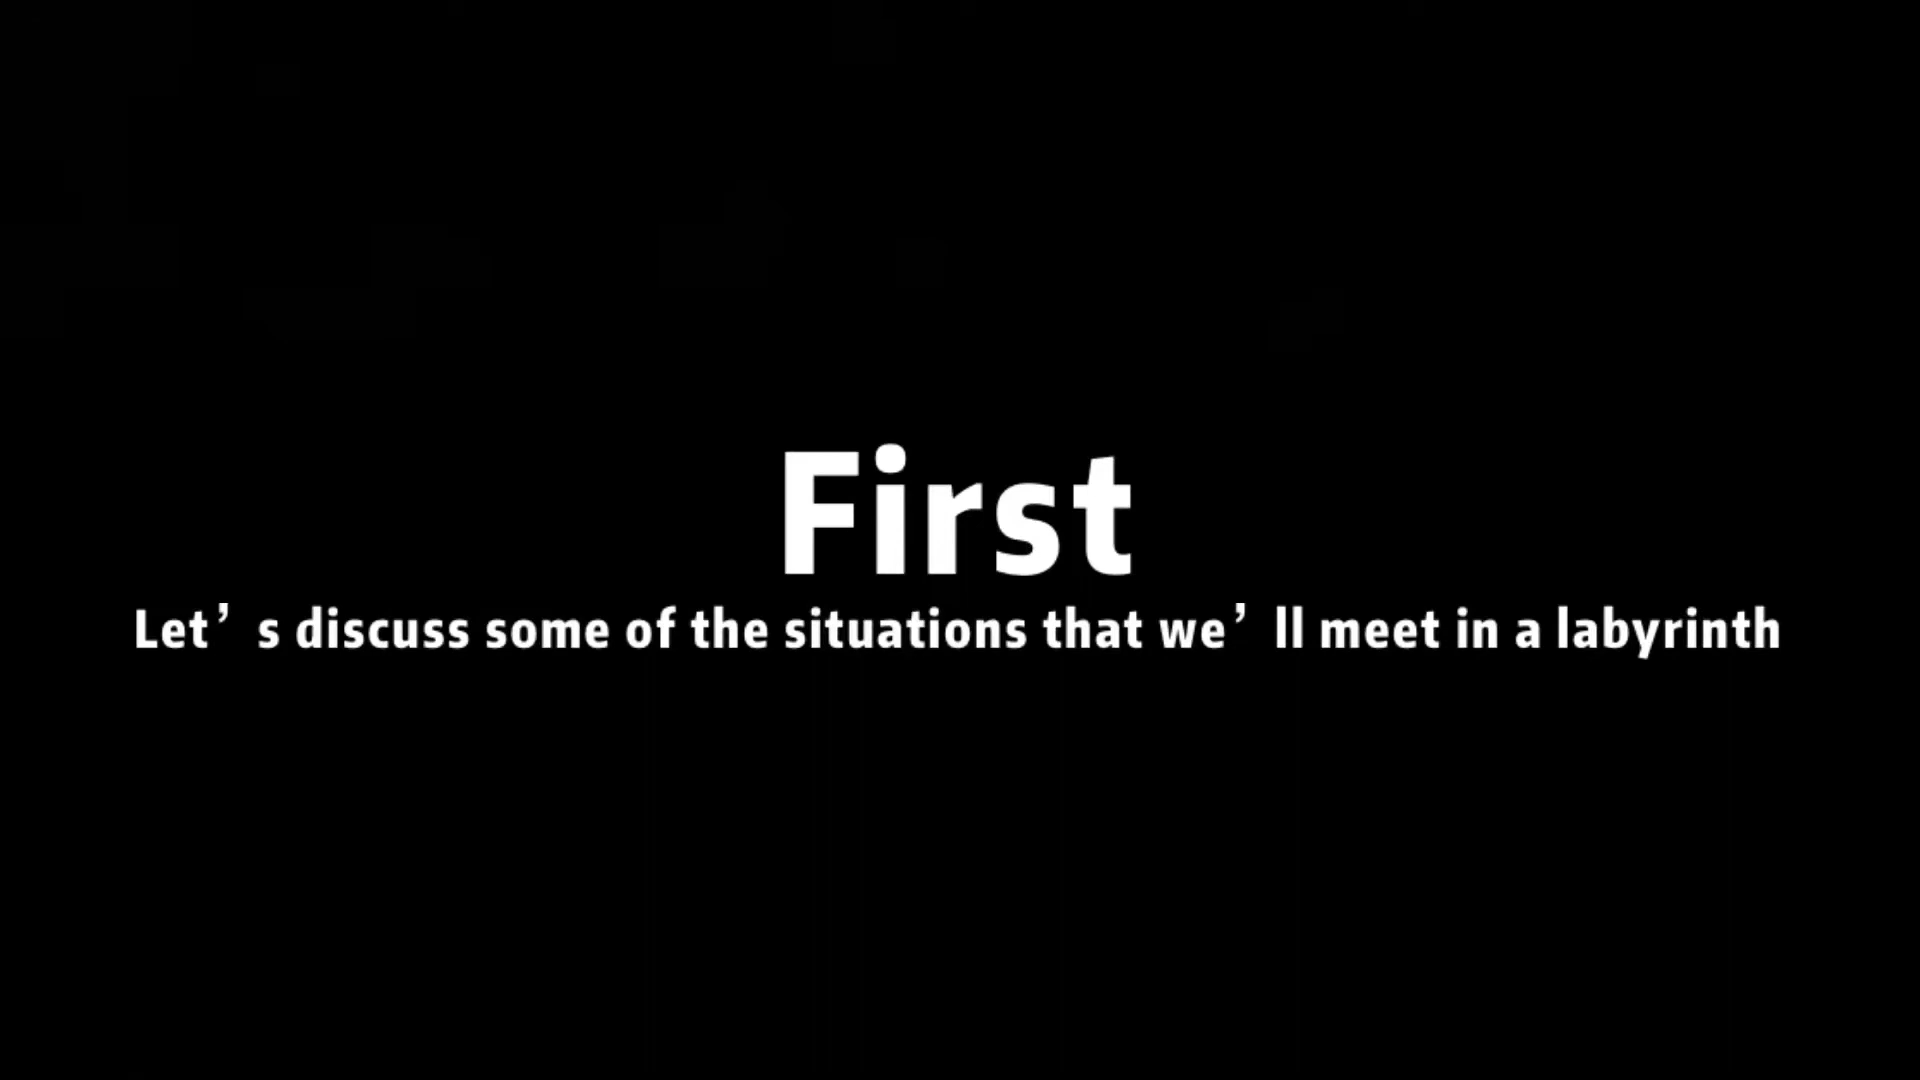 First
Let’s discuss some of the situations that we’ll meet in a labyrinth